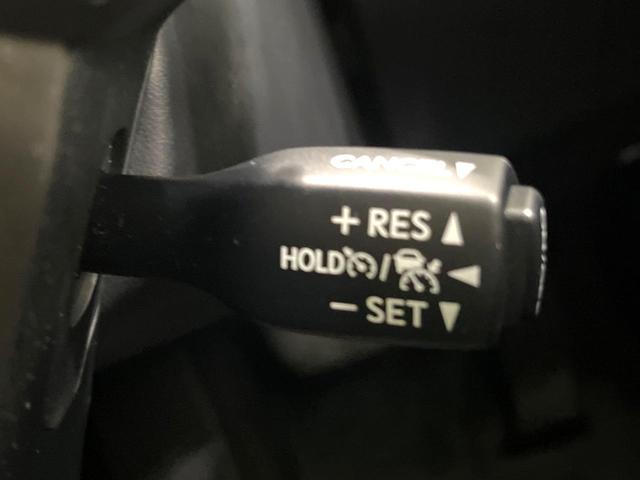 CANCEL ▼
+ RES ▲
HOLD / ◀
− SET ▼